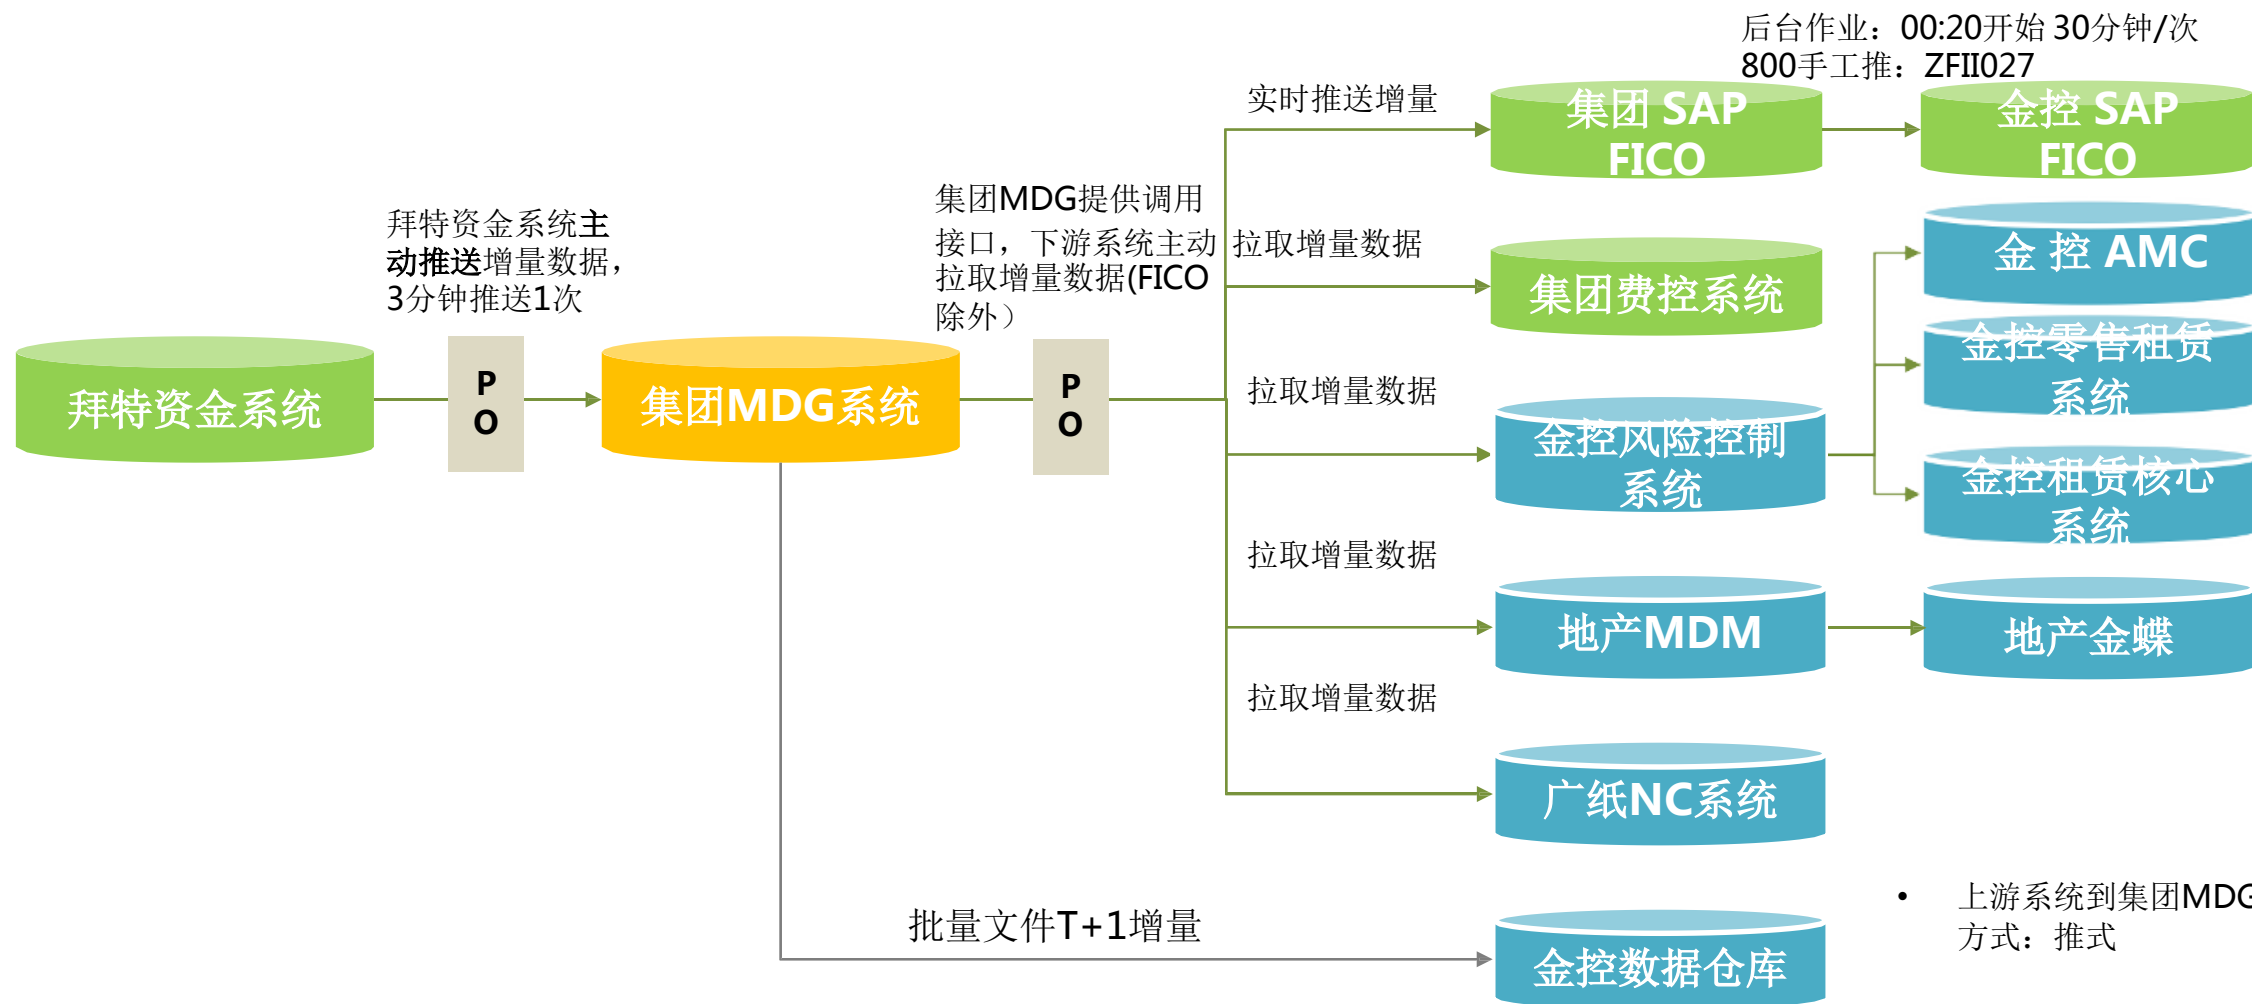 后台作业：00:20开始 30分钟/次
800手工推：ZFII027
实时推送增量
集团 SAP
FICO
金控 SAP
FICO
拜特资金系统主
动推送增量数据，
3分钟推送1次
集团MDG提供调用
接口，下游系统主动
拉取增量数据(FICO
除外）
拉取增量数据
集团费控系统
金 控 AMC
金控零售租赁
系统
拜特资金系统
P
O
集团MDG系统
P
O
拉取增量数据
金控风险控制
系统
金控租赁核心
系统
拉取增量数据
地产MDM
地产金蝶
拉取增量数据
广纸NC系统
• 上游系统到集团MDG
方式：推式
批量文件T+1增量
金控数据仓库